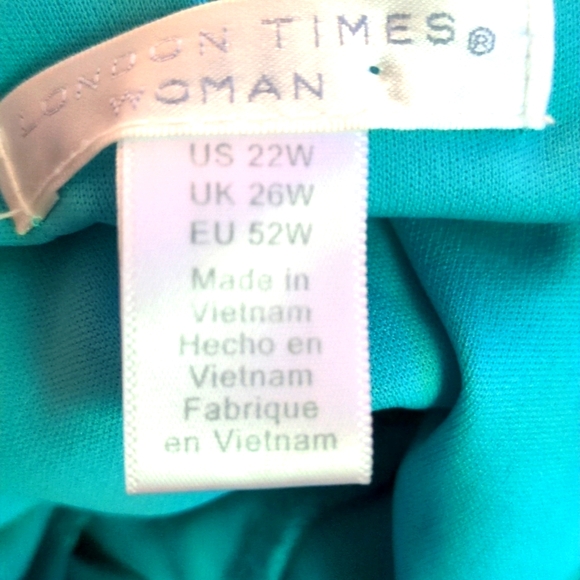 LONDON TIMES®
WOMAN
US 22W
UK 26W
EU 52W
Made in
Vietnam
Hecho en
Vietnam
Fabrique
en Vietnam